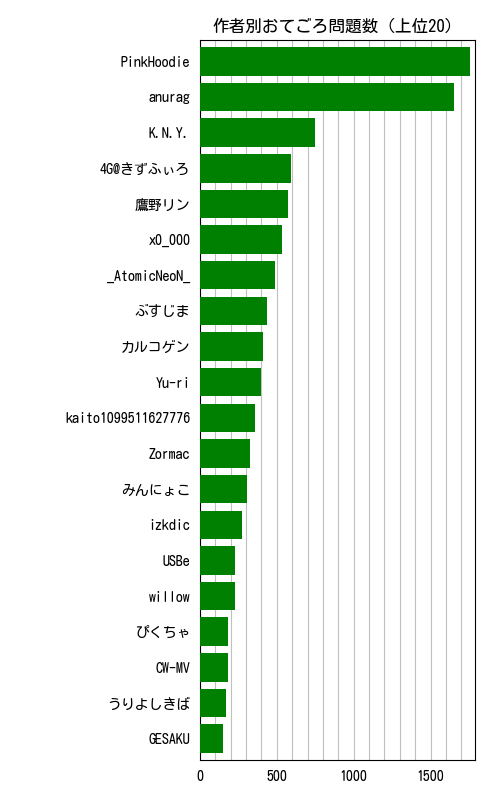 作者別おてごろ問題数 (上位20)
PinkHoodie
anurag
K.N.Y.
4G@きずふぃろ
鷹野リン
x0_000
_AtomicNeoN_
ぶすじま
カルコゲン
Yu-ri
kaito1099511627776
Zormac
みんにょこ
izkdic
USBe
willow
ぴくちゃ
CW-MV
うりよしきば
GESAKU
0 500 1000 1500